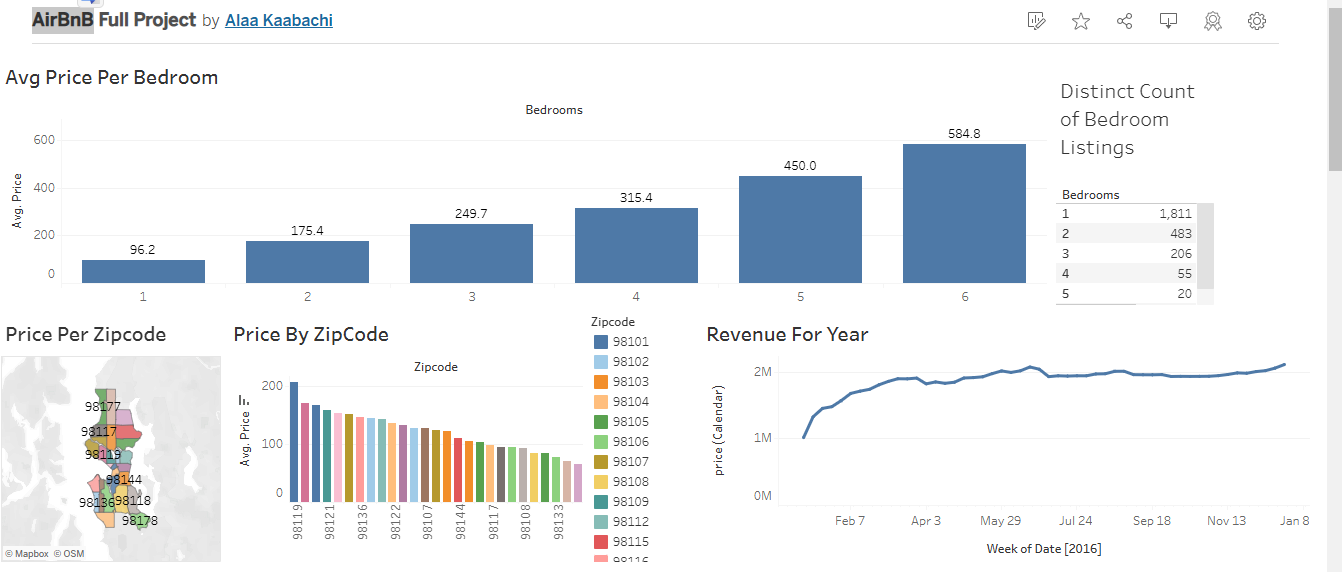 AirBnB Full Project by Alaa Kaabachi
Avg Price Per Bedroom
Bedrooms
Avg. Price
600
400
200
0
96.2
175.4
249.7
315.4
450.0
584.8
1
2
3
4
5
6
Distinct Count
of Bedroom
Listings
Bedrooms
1 1,811
2 483
3 206
4 55
5 20
Price Per Zipcode
98177
98117
98119
98144
98136
98118
98178
© Mapbox © OSM
Price By ZipCode
Zipcode
Avg. Price
200
100
0
98119
98121
98136
98122
98107
98144
98117
98108
98133
Zipcode
98101
98102
98103
98104
98105
98106
98107
98108
98109
98112
98115
98116
Revenue For Year
price (Calendar)
2M
1M
0M
Feb 7
Apr 3
May 29
Jul 24
Sep 18
Nov 13
Jan 8
Week of Date [2016]